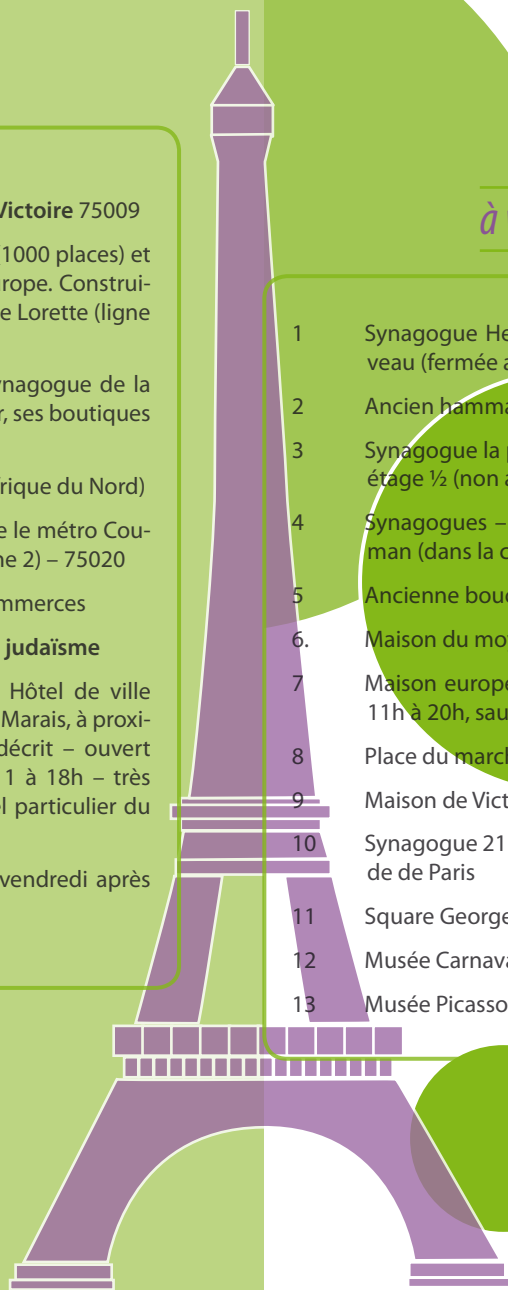 Victoire 75009
1000 places) et
rope. Construi-
e Lorette (ligne
nagogue de la
r, ses boutiques
rique du Nord)
e le métro Cou-
ne 2) – 75020
mmerces
judaïsme
Hôtel de ville
Marais, à proxi-
décrit – ouvert
1 à 18h – très
el particulier du
vendredi après
à
1 Synagogue He
veau (fermée a
2 Ancien hamma
3 Synagogue la p
étage ½ (non a
4 Synagogues –
man (dans la c
5 Ancienne bouc
6. Maison du mo
7 Maison europé
11h à 20h, sau
8 Place du march
9 Maison de Vict
10 Synagogue 21
de de Paris
11 Square George
12 Musée Carnava
13 Musée Picasso